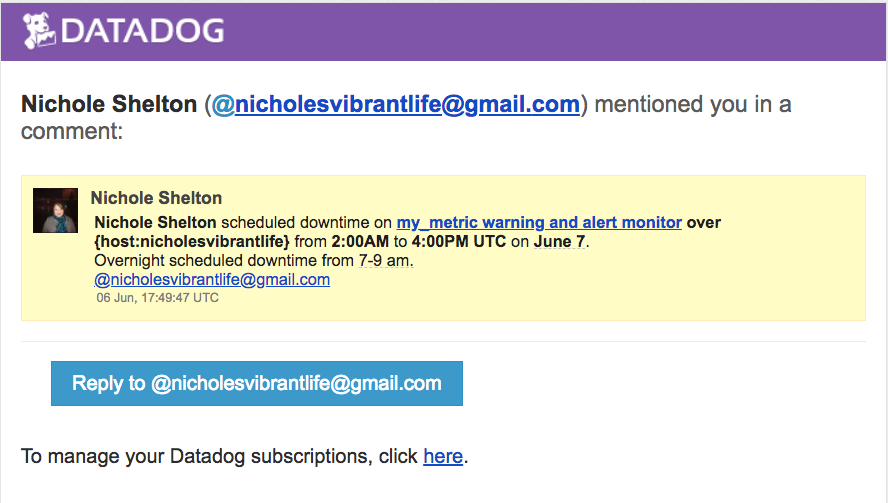 DATADOG
Nichole Shelton (@nicholesvibrantlife@gmail.com) mentioned you in a
comment:
Nichole Shelton
Nichole Shelton scheduled downtime on my_metric warning and alert monitor over
{host:nicholesvibrantlife} from 2:00AM to 4:00PM UTC on June 7.
Overnight scheduled downtime from 7-9 am.
@nicholesvibrantlife@gmail.com
06 Jun, 17:49:47 UTC
Reply to @nicholesvibrantlife@gmail.com
To manage your Datadog subscriptions, click here.